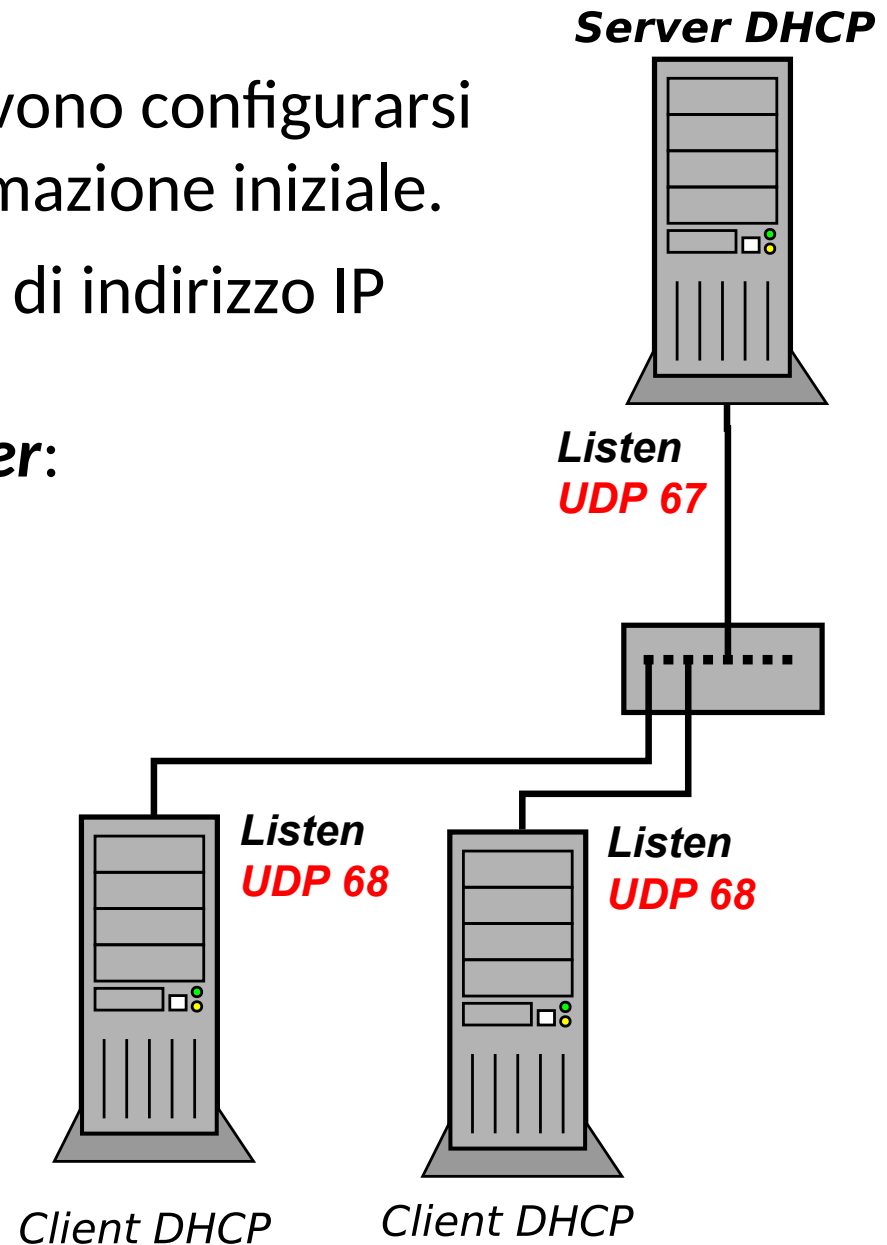 Server DHCP
vono configurarsi
mazione iniziale.
di indirizzo IP
er:
Listen
UDP 67
Listen
UDP 68
Listen
UDP 68
Client DHCP
Client DHCP